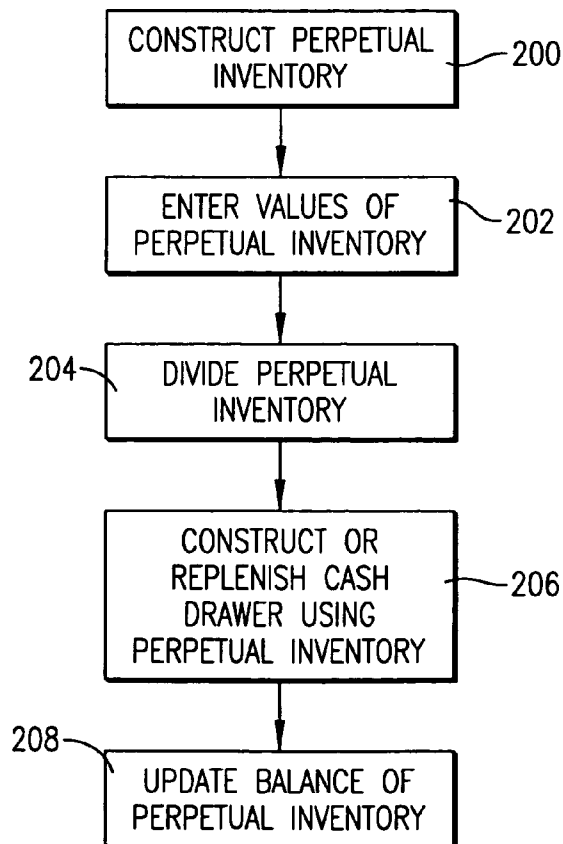 CONSTRUCT PERPETUAL
INVENTORY
200
ENTER VALUES OF
PERPETUAL INVENTORY
202
204
DIVIDE PERPETUAL
INVENTORY
CONSTRUCT OR
REPLENISH CASH
DRAWER USING
PERPETUAL INVENTORY
206
208
UPDATE BALANCE OF
PERPETUAL INVENTORY